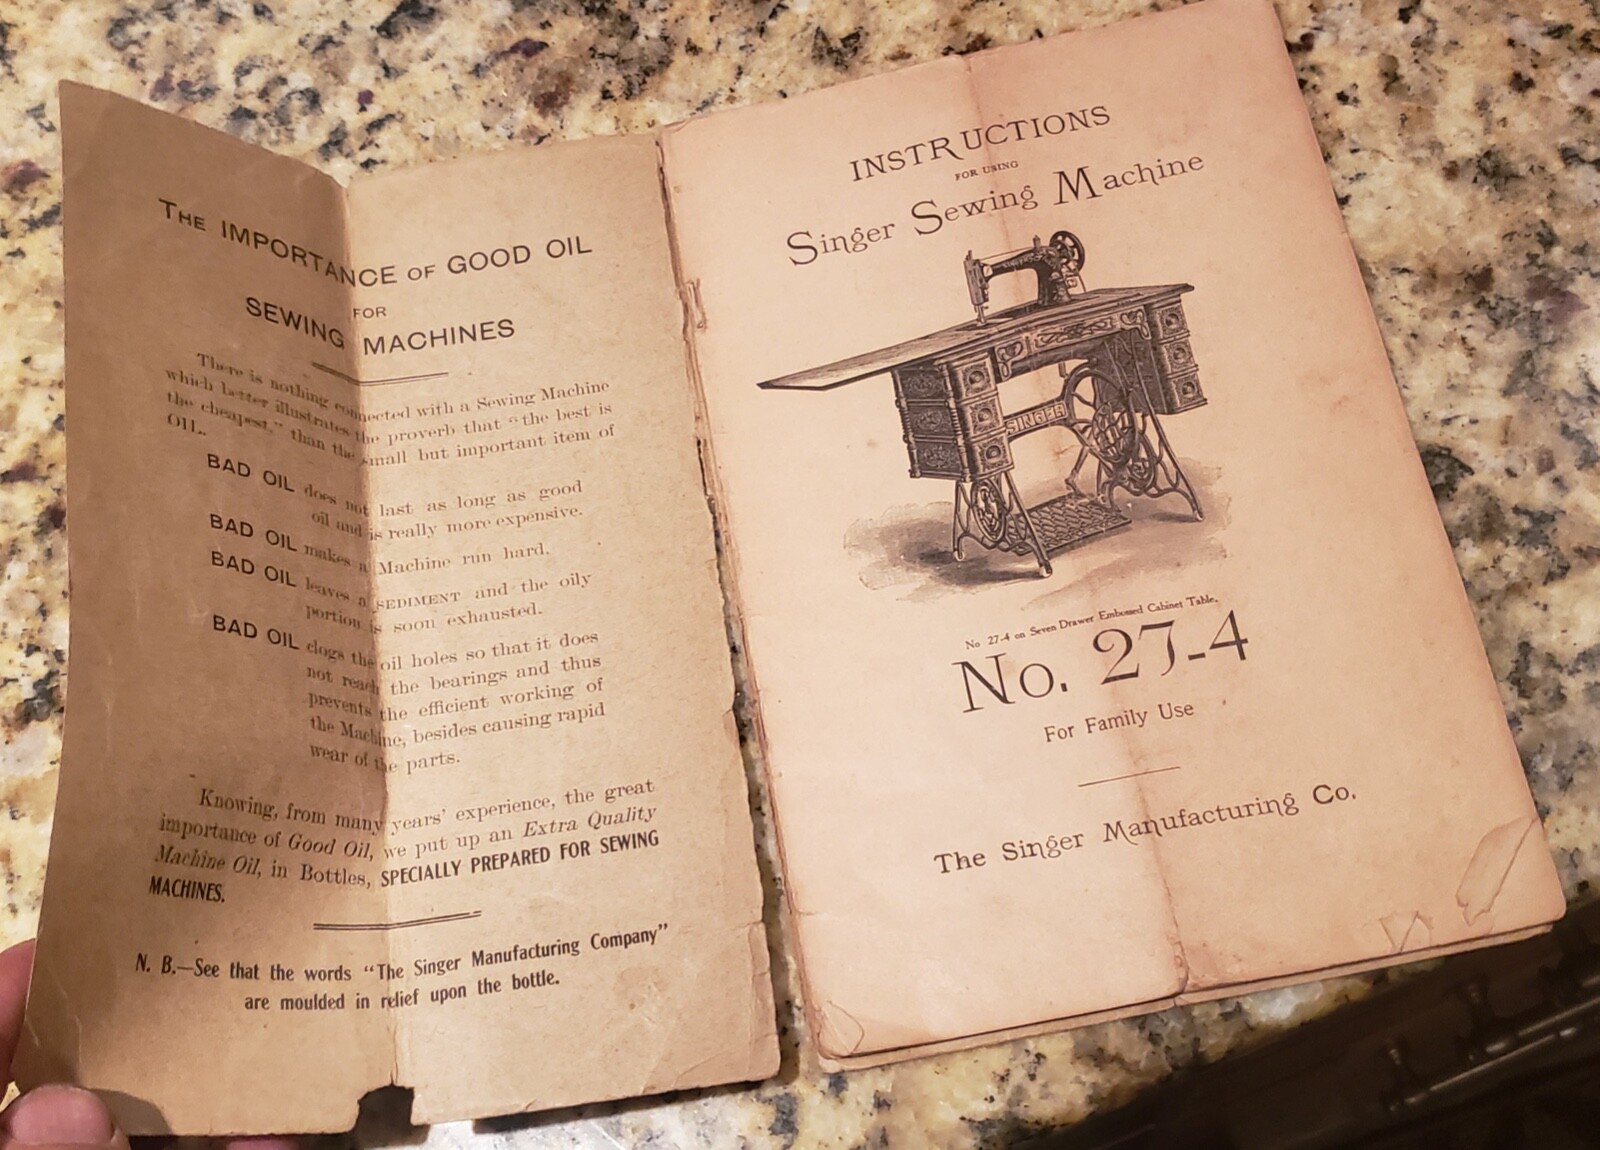 The IMPORTANCE OF GOOD OIL
FOR
SEWING MACHINES
There is nothing connected with a Sewing Machine
which better illustrates the proverb that "the best is
the cheapest," than the small but important item of
OIL.
BAD OIL does not last as long as good
oil and is really more expensive.
BAD OIL makes a Machine run hard.
BAD OIL leaves a SEDIMENT and the oily
portion is soon exhausted.
BAD OIL clogs the oil holes so that it does
not reach the bearings and thus
prevents the efficient working of
the Machine, besides causing rapid
wear of the parts.
Knowing, from many years' experience, the great
importance of Good Oil, we put up an Extra Quality
Machine Oil, in Bottles, SPECIALLY PREPARED FOR SEWING
MACHINES.
N. B.—See that the words "The Singer Manufacturing Company"
are moulded in relief upon the bottle.
INSTRUCTIONS
FOR USING
Singer Sewing Machine
SINGER
No 27-4 on Seven Drawer Embossed Cabinet Table.
No. 27-4
For Family Use
The Singer Manufacturing Co.